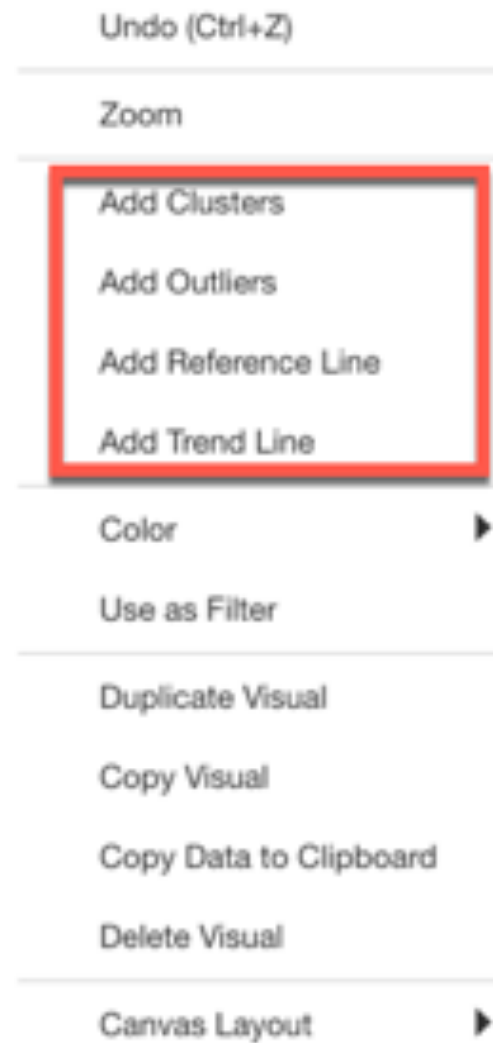 Undo (Ctrl+Z)
Zoom
Add Clusters
Add Outliers
Add Reference Line
Add Trend Line
Color
Use as Filter
Duplicate Visual
Copy Visual
Copy Data to Clipboard
Delete Visual
Canvas Layout